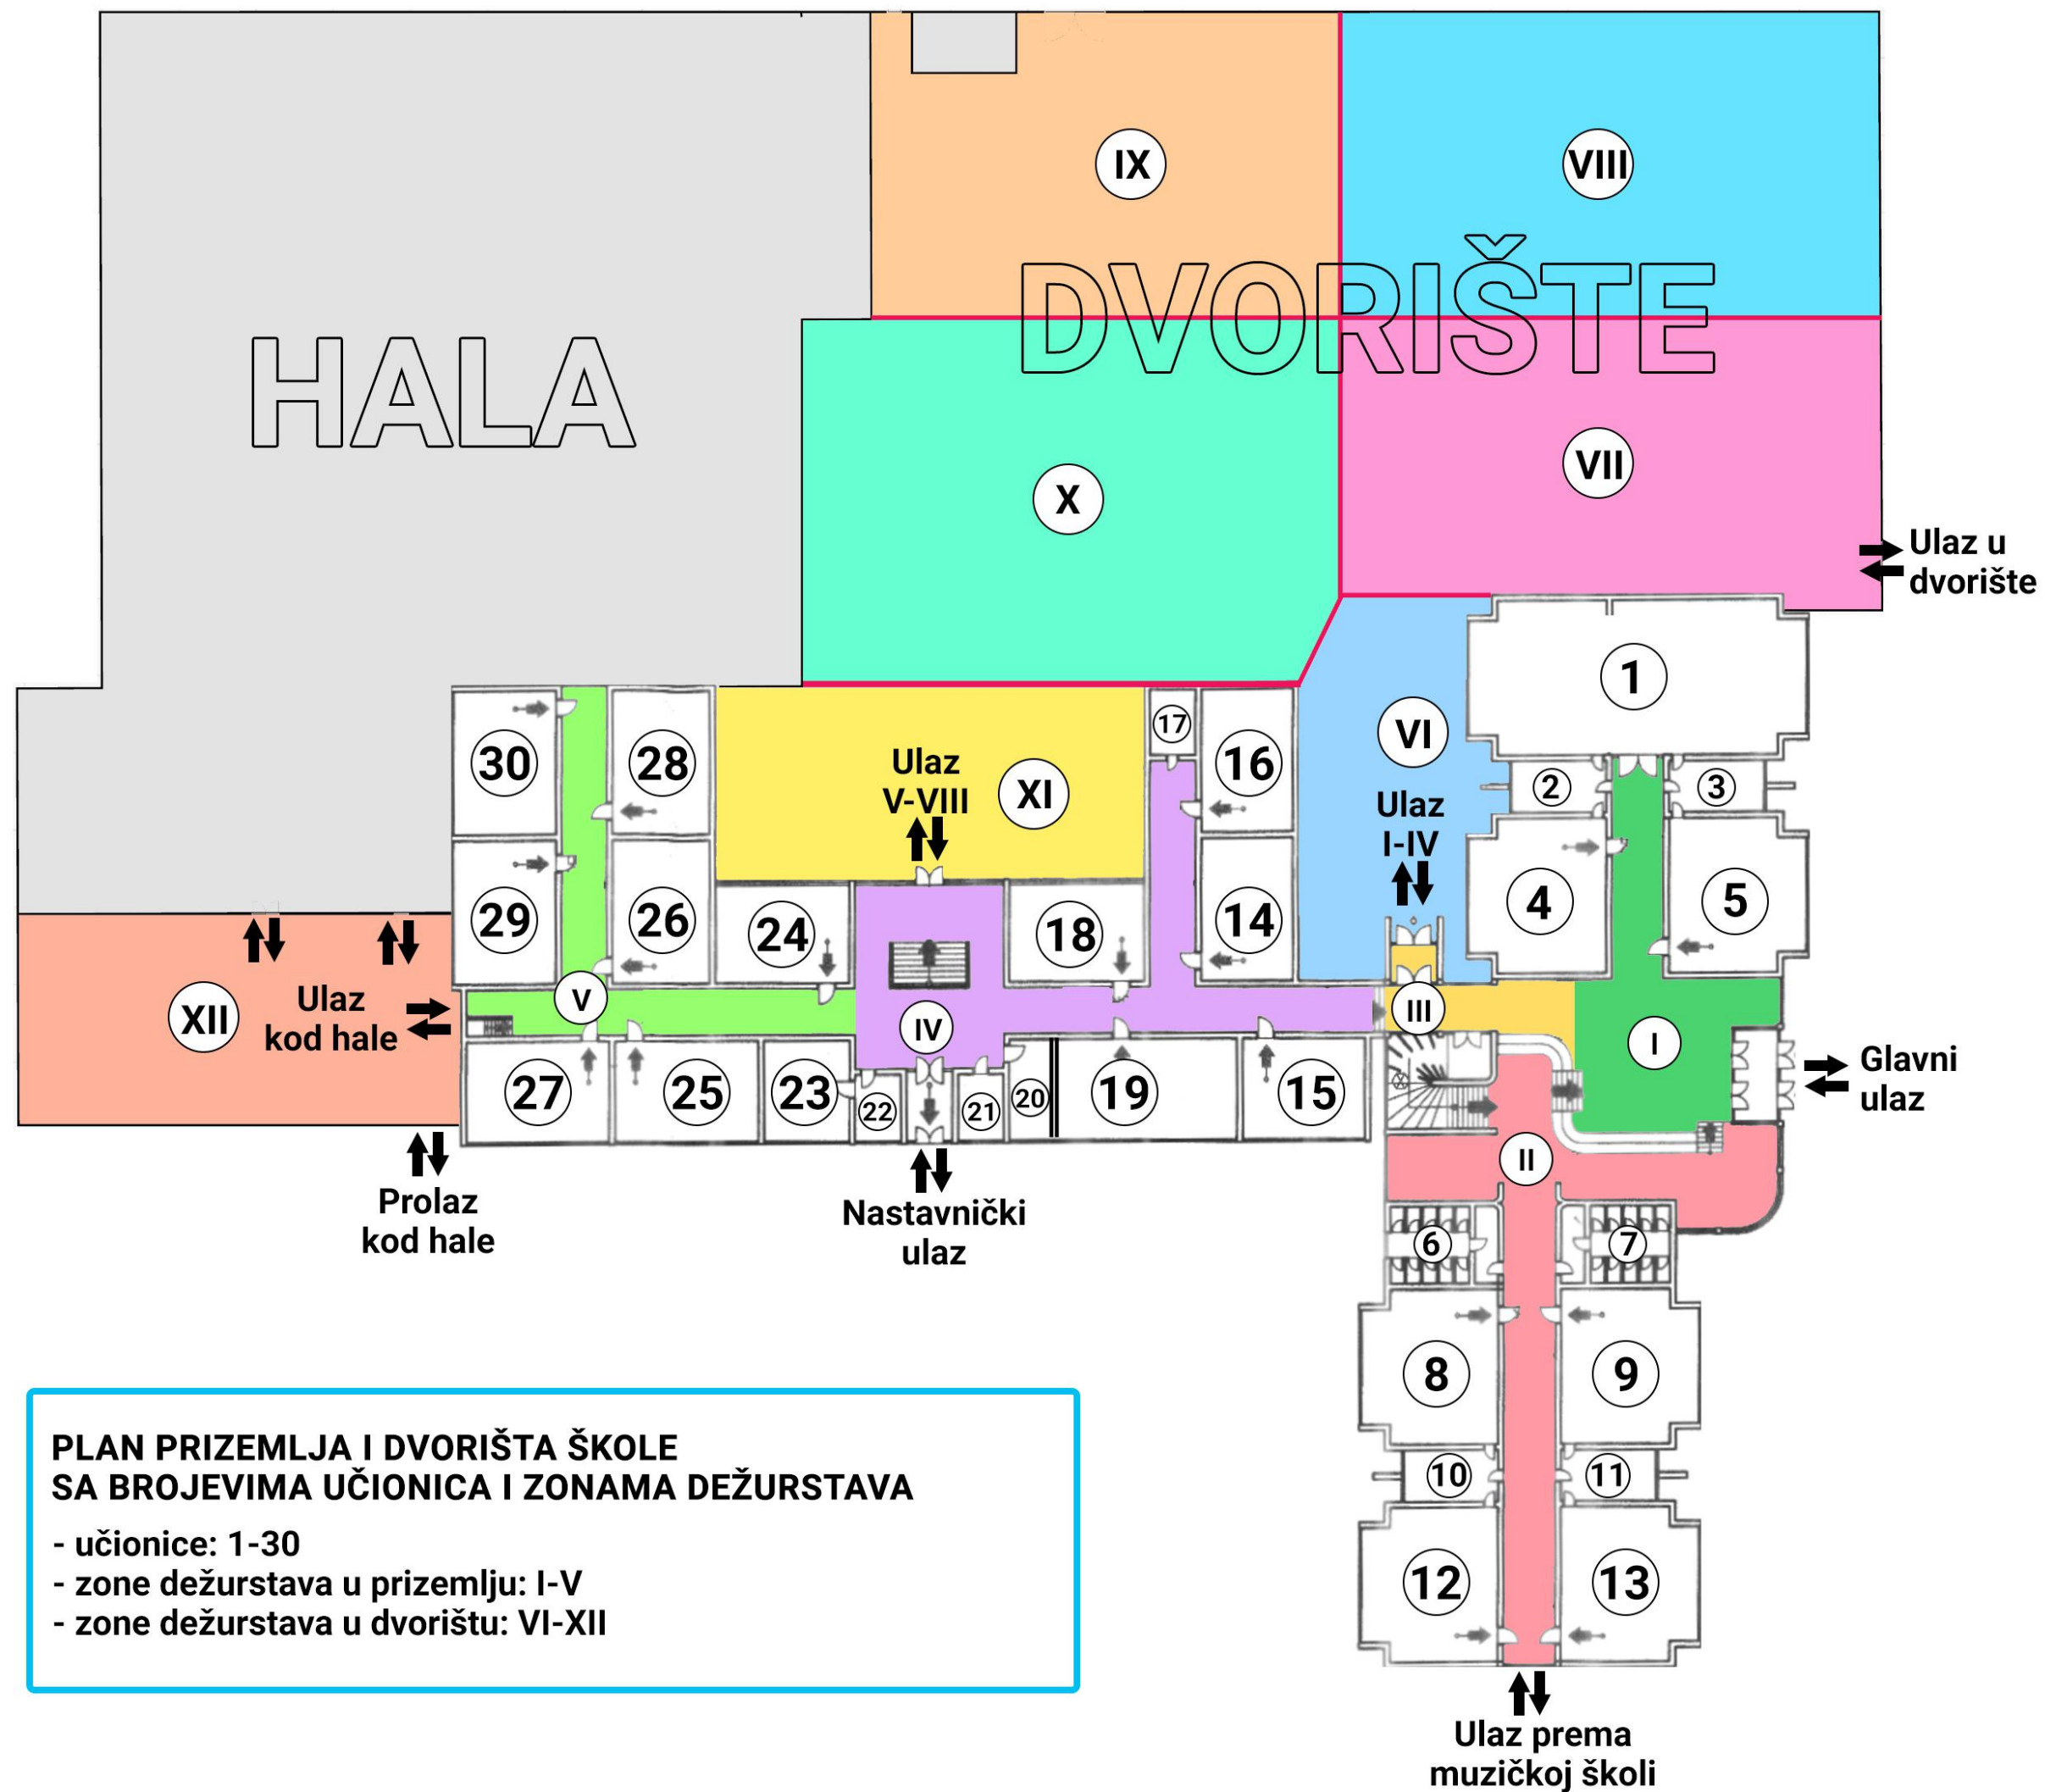 IX
VIII
DVORIŠTE
HALA
VII
X
Ulaz u
dvorište
1
VI
17
30
28
16
Ulaz
V-VIII
XI
2
3
Ulaz
I-IV
29
26
24
18
14
4
5
XII
Ulaz
kod hale
V
IV
III
I
Glavni
ulaz
27
25
23
22
21
20
19
15
II
Prolaz
kod hale
Nastavnički
ulaz
6
7
8
9
10
11
12
13
PLAN PRIZEMLJA I DVORIŠTA ŠKOLE
SA BROJEVIMA UČIONICA I ZONAMA DEŽURSTAVA
- učionice: 1-30
- zone dežurstava u prizemlju: I-V
- zone dežurstava u dvorištu: VI-XII
Ulaz prema
muzičkoj školi